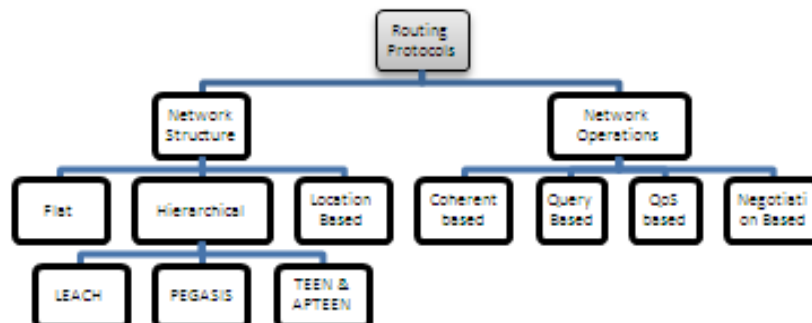 Routing
Protocols
Network
Structure
Network
Operations
Flat
Hierarchical
Location
Based
Coherent
based
Query
Based
QoS
based
Negotiati
on Based
LEACH
PEGASIS
TEEN &
APTEEN